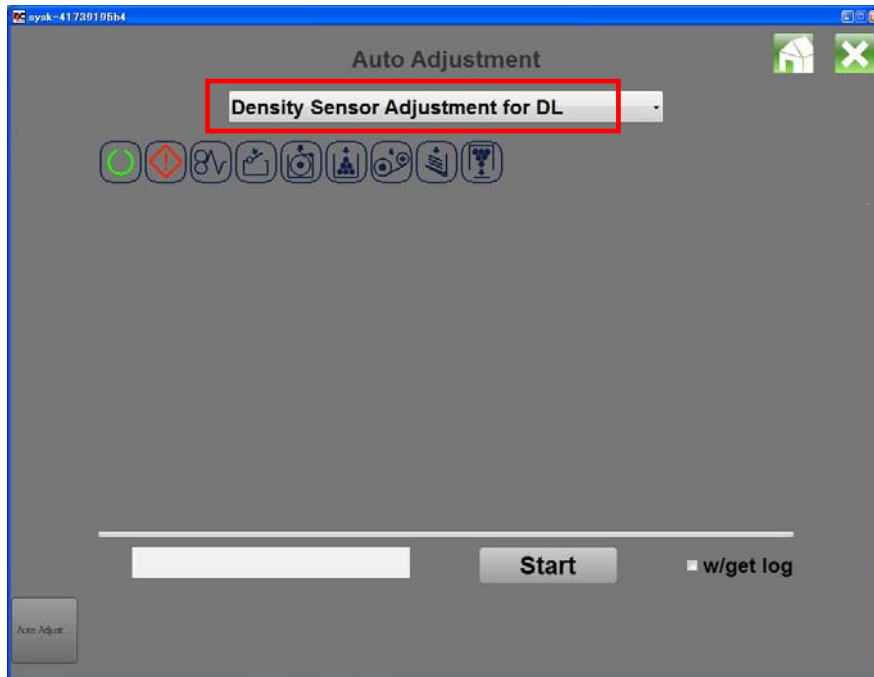 sysk-41739195b4
Auto Adjustment
Density Sensor Adjustment for DL
Start
w/get log
Auto Adjust